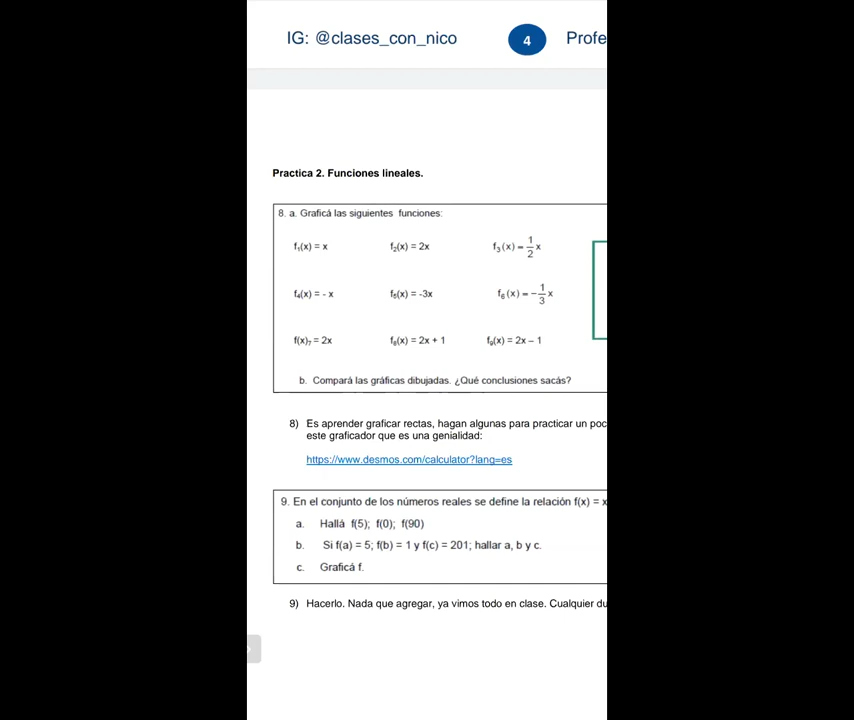 IG: @clases_con_nico 4 Profe
Practica 2. Funciones lineales.
8. a. Graficá las siguientes funciones:
f₁(x) = x f₂(x) = 2x f₃(x) = 1/2 x
f₄(x) = - x f₅(x) = -3x f₆(x) = - 1/3 x
f(x)₇ = 2x f₈(x) = 2x + 1 f₉(x) = 2x – 1
b. Compará las gráficas dibujadas. ¿Qué conclusiones sacás?
8) Es aprender graficar rectas, hagan algunas para practicar un poc
este graficador que es una genialidad:
https://www.desmos.com/calculator?lang=es
9. En el conjunto de los números reales se define la relación f(x) = x
a. Hallá f(5); f(0); f(90)
b. Si f(a) = 5; f(b) = 1 y f(c) = 201; hallar a, b y c.
c. Graficá f.
9) Hacerlo. Nada que agregar, ya vimos todo en clase. Cualquier du